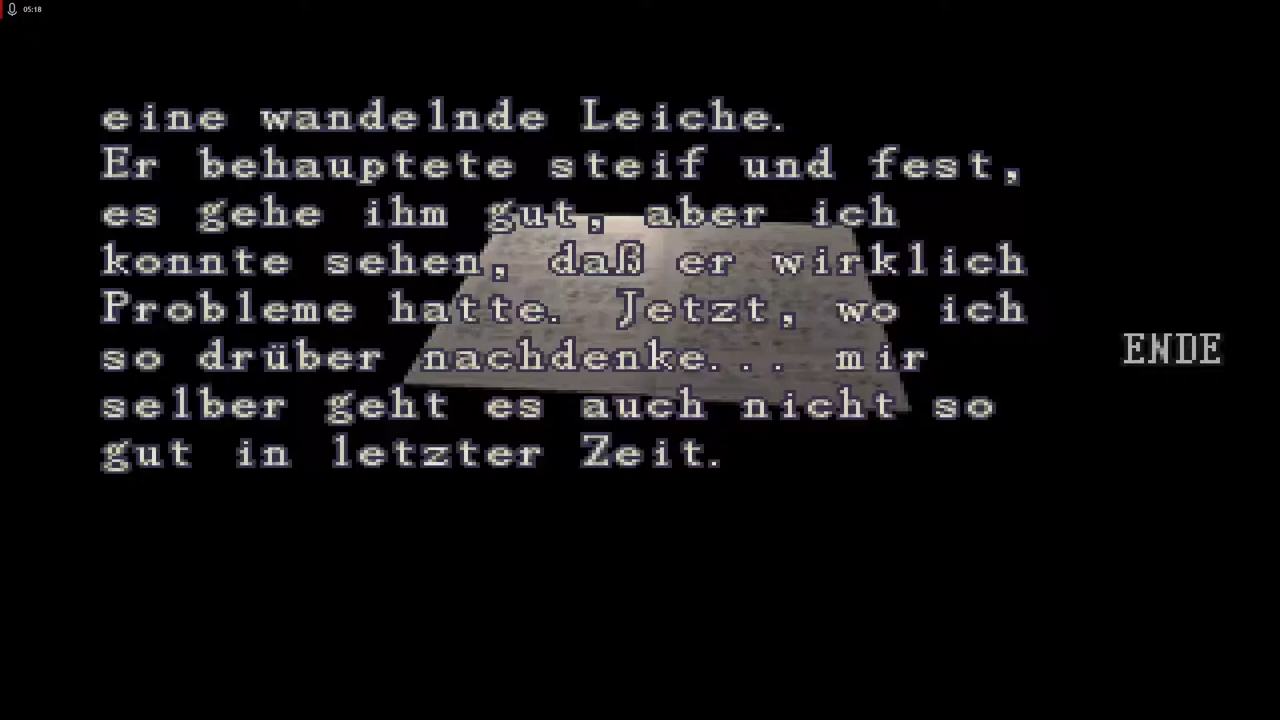 05:18
eine wandelnde Leiche.
Er behauptete steif und fest,
es gehe ihm gut, aber ich
konnte sehen, daß er wirklich
Probleme hatte. Jetzt, wo ich
so drüber nachdenke... mir
selber geht es auch nicht so
gut in letzter Zeit.
ENDE